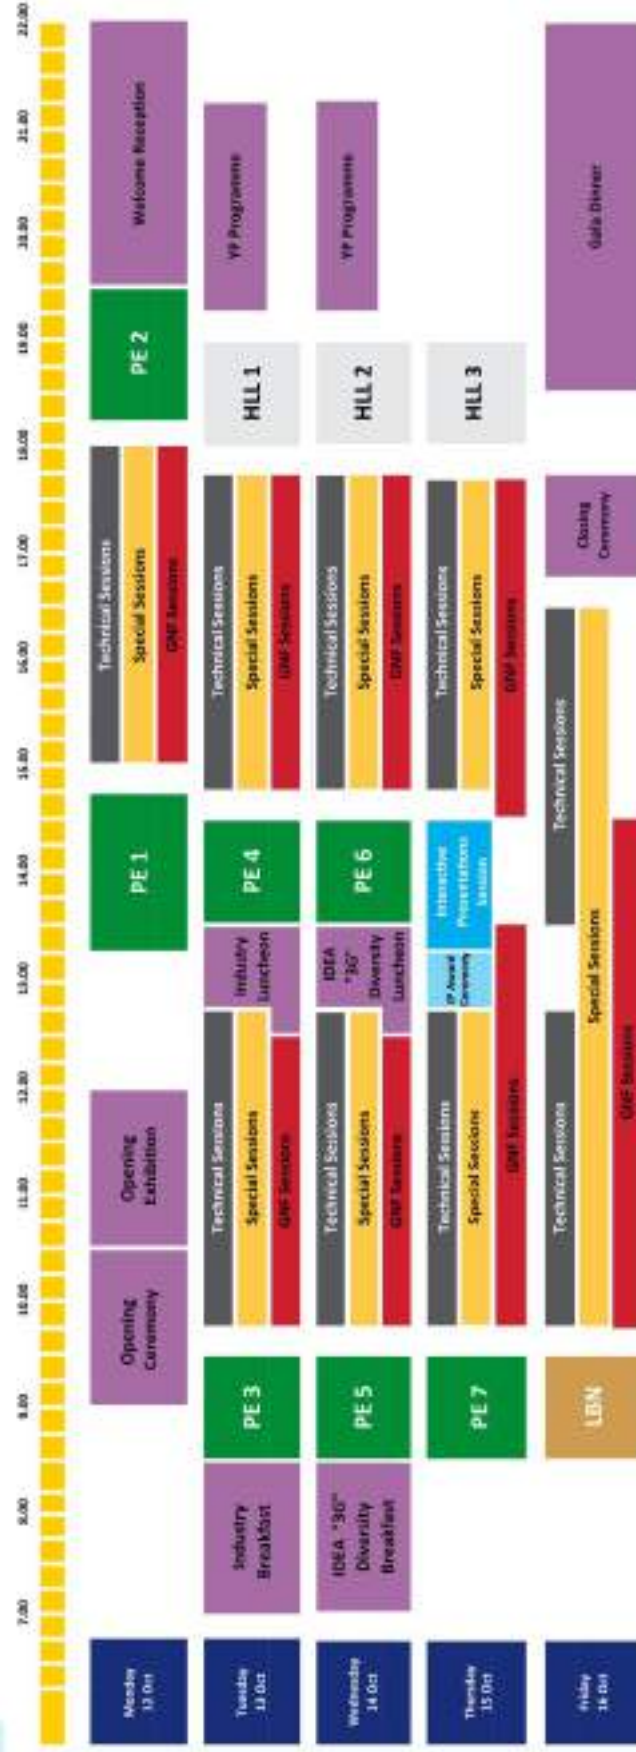 7.00
8.00
9.00
10.00
11.00
12.00
13.00
14.00
15.00
16.00
17.00
18.00
19.00
20.00
21.00
22.00
Monday
12 Oct
Opening
Ceremony
Opening
Exhibition
PE 1
Technical Sessions
Special Sessions
GNF Sessions
PE 2
Welcome Reception
Tuesday
13 Oct
Industry
Breakfast
PE 3
Technical Sessions
Special Sessions
GNF Sessions
Industry
Luncheon
PE 4
Technical Sessions
Special Sessions
GNF Sessions
HLL 1
YP Programme
Wednesday
14 Oct
IDEA "3G"
Diversity
Breakfast
PE 5
Technical Sessions
Special Sessions
GNF Sessions
IDEA
"3G"
Diversity
Luncheon
PE 6
Technical Sessions
Special Sessions
GNF Sessions
HLL 2
YP Programme
Thursday
15 Oct
PE 7
Technical Sessions
Special Sessions
GNF Sessions
Award
Ceremony
Interactive
Presentations
Session
Technical Sessions
Special Sessions
GNF Sessions
HLL 3
Friday
16 Oct
LBN
Technical Sessions
Special Sessions
GNF Sessions
Technical Sessions
Closing
Ceremony
Gala Dinner